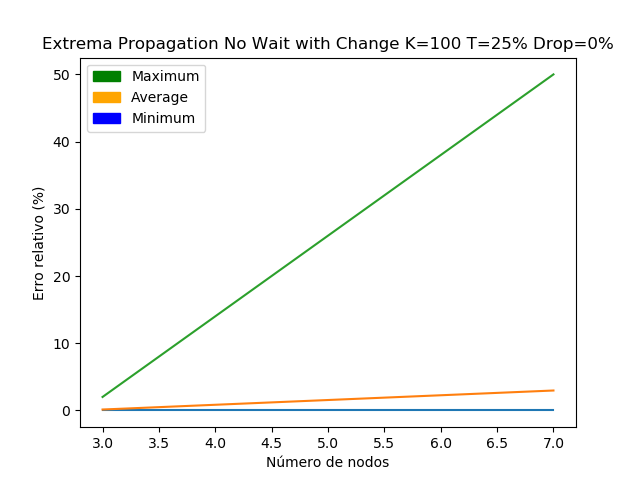 Extrema Propagation No Wait with Change K=100 T=25% Drop=0%
Maximum
Average
Minimum
Erro relativo (%)
50
40
30
20
10
0
3.0 3.5 4.0 4.5 5.0 5.5 6.0 6.5 7.0
Número de nodos